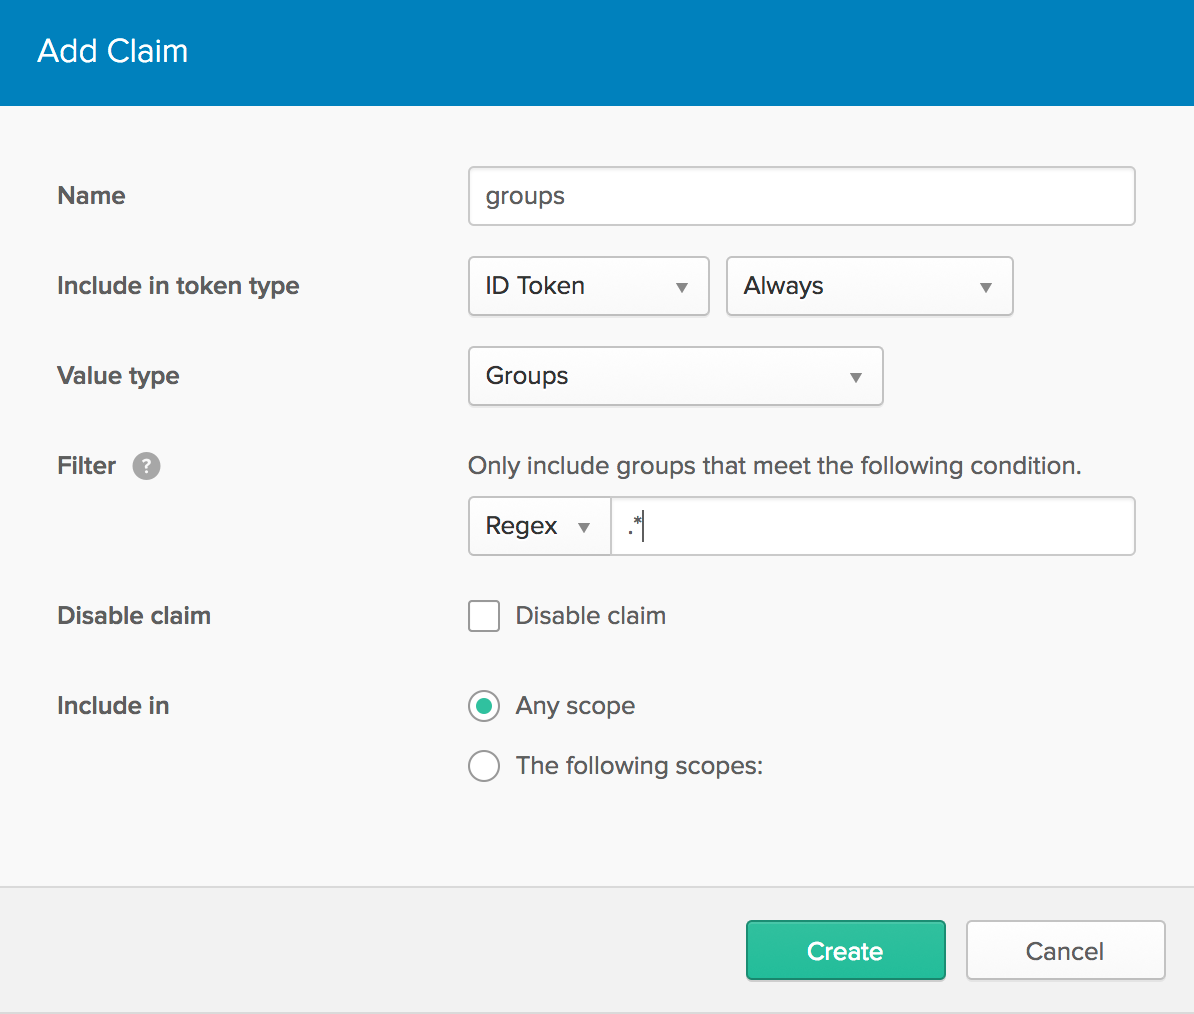 Add Claim
Name groups
Include in token type ID Token Always
Value type Groups
Filter ? Only include groups that meet the following condition.
Regex .*
Disable claim Disable claim
Include in Any scope
The following scopes:
Create Cancel